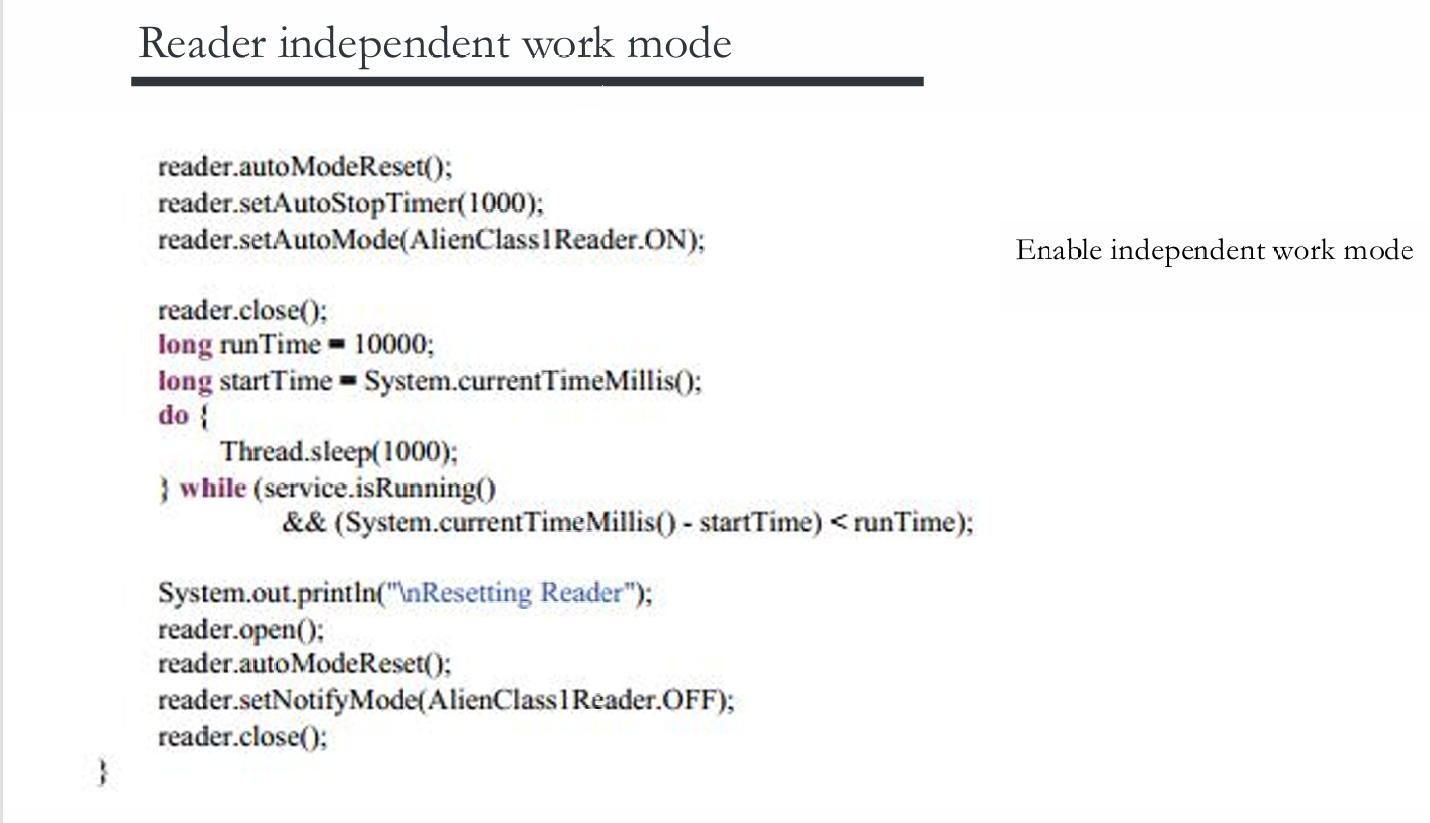 Reader independent work mode
reader.autoModeReset();
reader.setAutoStopTimer(1000);
reader.setAutoMode(AlienClass1Reader.ON);
Enable independent work mode
reader.close();
long runTime = 10000;
long startTime = System.currentTimeMillis();
do {
Thread.sleep(1000);
} while (service.isRunning()
&& (System.currentTimeMillis() - startTime) < runTime);
System.out.println("\nResetting Reader");
reader.open();
reader.autoModeReset();
reader.setNotifyMode(AlienClass1Reader.OFF);
reader.close();
}